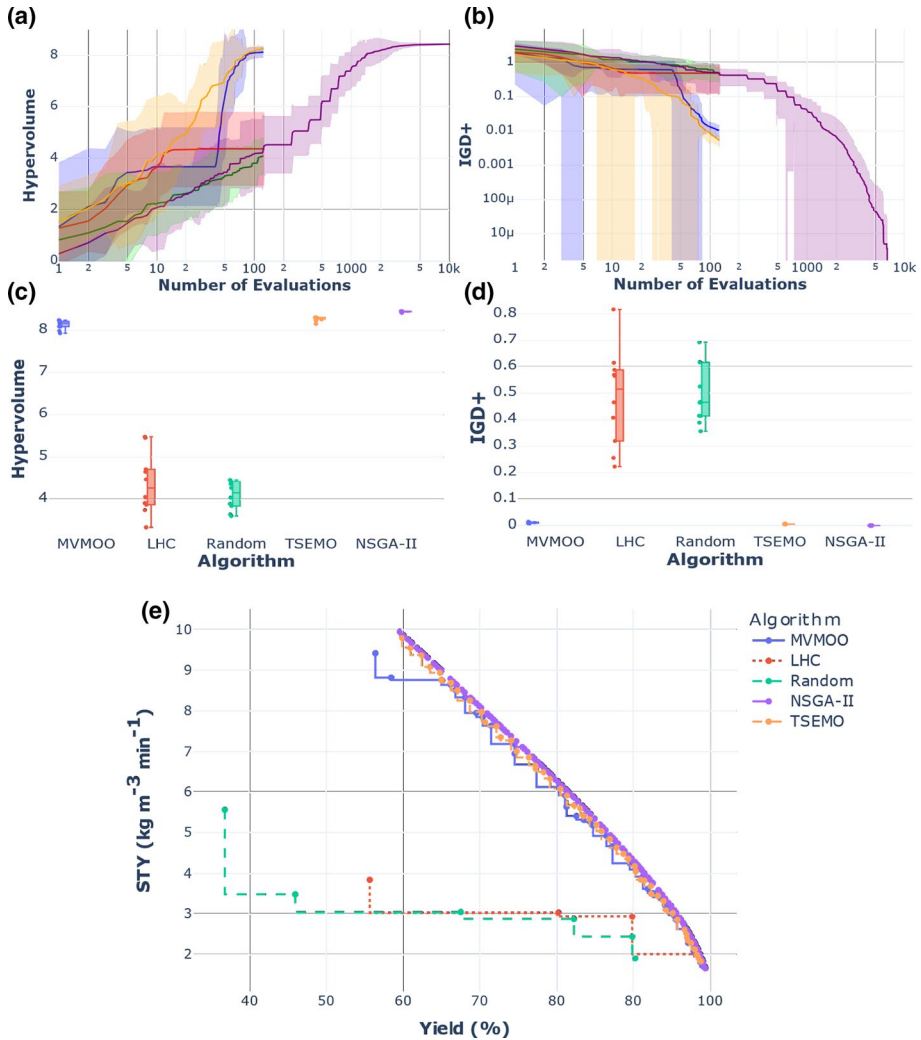 (a)
Hypervolume
8
6
4
2
0
1 2 5 10 2 5 100 2 5 1000 2 5 10k
Number of Evaluations
(b)
IGD+
1
0.1
0.01
0.001
100μ
10μ
1 2 5 10 2 5 100 2 5 1000 2 5 10k
Number of Evaluations
(c)
Hypervolume
8
7
6
5
4
MVMOO LHC Random TSEMO NSGA-II
Algorithm
(d)
IGD+
0.8
0.7
0.6
0.5
0.4
0.3
0.2
0.1
0
MVMOO LHC Random TSEMO NSGA-II
Algorithm
(e)
STY (kg m⁻³ min⁻¹)
10
9
8
7
6
5
4
3
2
40 60 70 80 80 100
Yield (%)
Algorithm
MVMOO
LHC
Random
NSGA-II
TSEMO